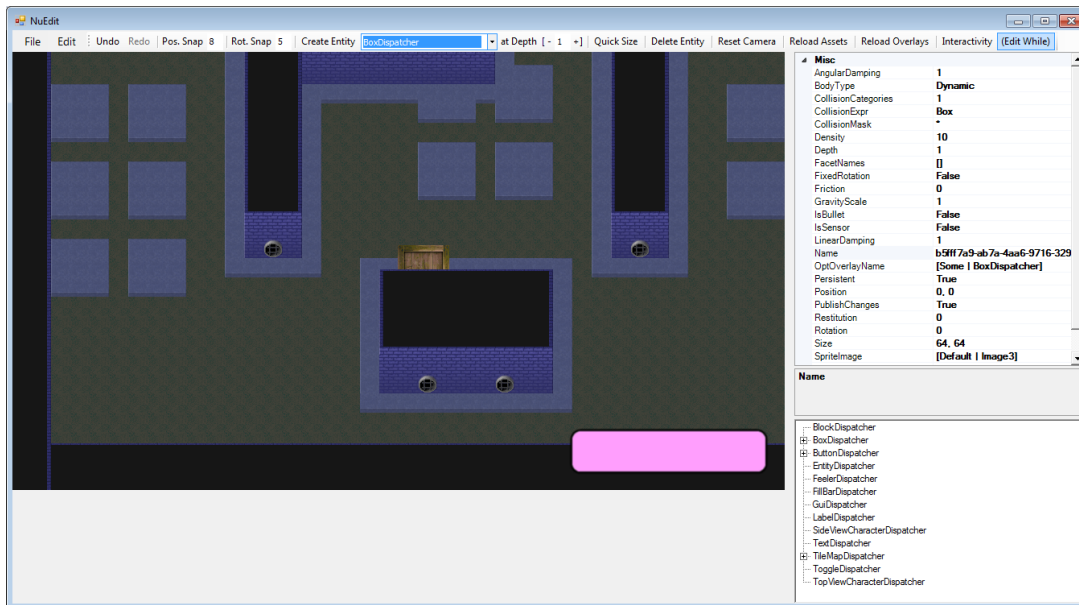 NuEdit
File Edit Undo Redo Pos. Snap 8 Rot. Snap 5 Create Entity BoxDispatcher at Depth [ - 1 +] Quick Size Delete Entity Reset Camera Reload Assets Reload Overlays Interactivity (Edit While)
Misc
AngularDamping 1
BodyType Dynamic
CollisionCategories 1
CollisionExpr Box
CollisionMask *
Density 10
Depth 1
FacetNames []
FixedRotation False
Friction 0
GravityScale 1
IsBullet False
IsSensor False
LinearDamping 1
Name b5fff7a9-ab7a-4aa6-9716-329
OptOverlayName [Some | BoxDispatcher]
Persistent True
Position 0, 0
PublishChanges True
Restitution 0
Rotation 0
Size 64, 64
SpriteImage [Default | Image3]
Name
BlockDispatcher
BoxDispatcher
ButtonDispatcher
EntityDispatcher
FeelerDispatcher
FillBarDispatcher
GuiDispatcher
LabelDispatcher
SideViewCharacterDispatcher
TextDispatcher
TileMapDispatcher
ToggleDispatcher
TopViewCharacterDispatcher